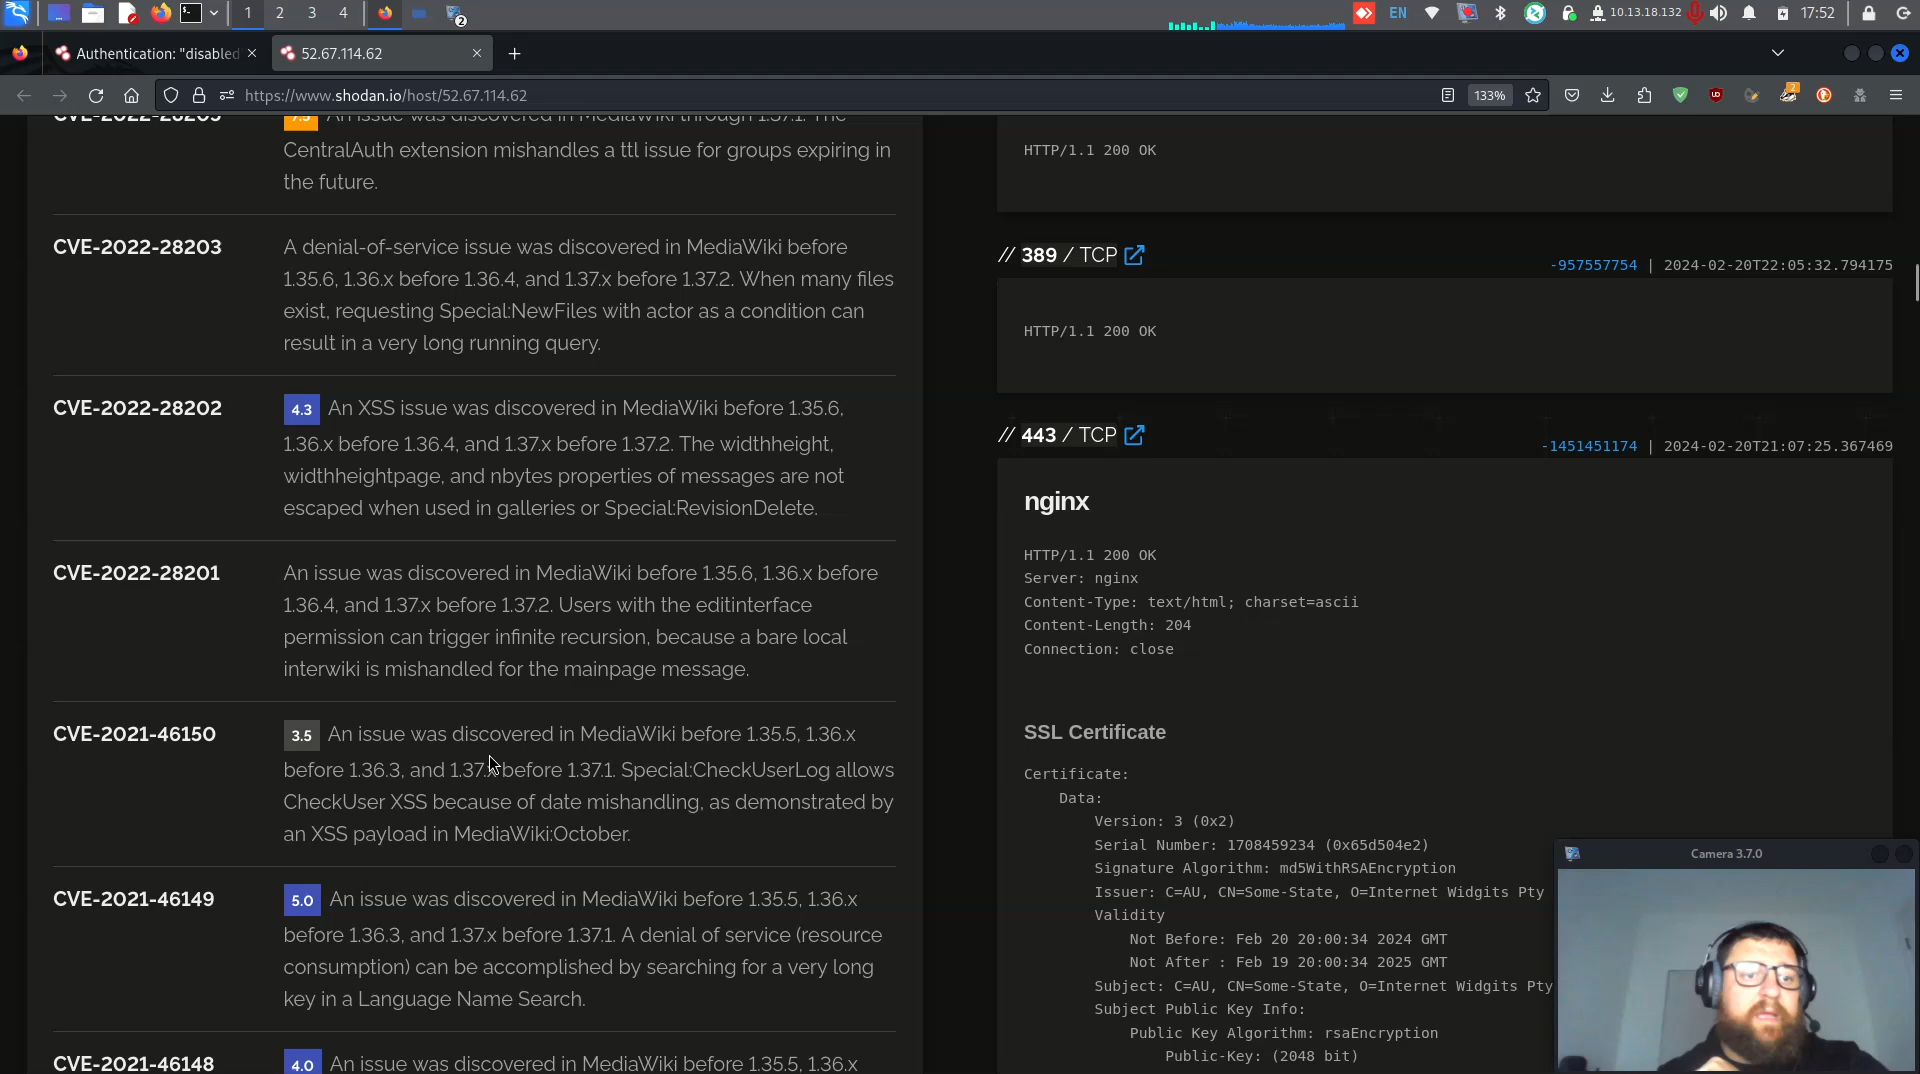 1 2 3 4 2 EN 10.13.18.132 17:52
Authentication: "disabled 52.67.114.62
https://www.shodan.io/host/52.67.114.62 133% 2
7.5 An issue was discovered in MediaWiki through 1.37.1. The
CentralAuth extension mishandles a ttl issue for groups expiring in
the future.
CVE-2022-28203 A denial-of-service issue was discovered in MediaWiki before
1.35.6, 1.36.x before 1.36.4, and 1.37.x before 1.37.2. When many files
exist, requesting Special:NewFiles with actor as a condition can
result in a very long running query.
CVE-2022-28202 4.3 An XSS issue was discovered in MediaWiki before 1.35.6,
1.36.x before 1.36.4, and 1.37.x before 1.37.2. The widthheight,
widthheightpage, and nbytes properties of messages are not
escaped when used in galleries or Special:RevisionDelete.
CVE-2022-28201 An issue was discovered in MediaWiki before 1.35.6, 1.36.x before
1.36.4, and 1.37.x before 1.37.2. Users with the editinterface
permission can trigger infinite recursion, because a bare local
interwiki is mishandled for the mainpage message.
CVE-2021-46150 3.5 An issue was discovered in MediaWiki before 1.35.5, 1.36.x
before 1.36.3, and 1.37.x before 1.37.1. Special:CheckUserLog allows
CheckUser XSS because of date mishandling, as demonstrated by
an XSS payload in MediaWiki:October.
CVE-2021-46149 5.0 An issue was discovered in MediaWiki before 1.35.5, 1.36.x
before 1.36.3, and 1.37.x before 1.37.1. A denial of service (resource
consumption) can be accomplished by searching for a very long
key in a Language Name Search.
CVE-2021-46148 4.0 An issue was discovered in MediaWiki before 1.35.5, 1.36.x
HTTP/1.1 200 OK
// 389 / TCP
-957557754 | 2024-02-20T22:05:32.794175
HTTP/1.1 200 OK
// 443 / TCP
-1451451174 | 2024-02-20T21:07:25.367469
nginx
HTTP/1.1 200 OK
Server: nginx
Content-Type: text/html; charset=ascii
Content-Length: 204
Connection: close
SSL Certificate
Certificate:
Data:
Version: 3 (0x2)
Serial Number: 1708459234 (0x65d504e2)
Signature Algorithm: md5WithRSAEncryption
Issuer: C=AU, CN=Some-State, O=Internet Widgits Pty
Validity
Not Before: Feb 20 20:00:34 2024 GMT
Not After : Feb 19 20:00:34 2025 GMT
Subject: C=AU, CN=Some-State, O=Internet Widgits Pty
Subject Public Key Info:
Public Key Algorithm: rsaEncryption
Public-Key: (2048 bit)
Camera 3.7.0